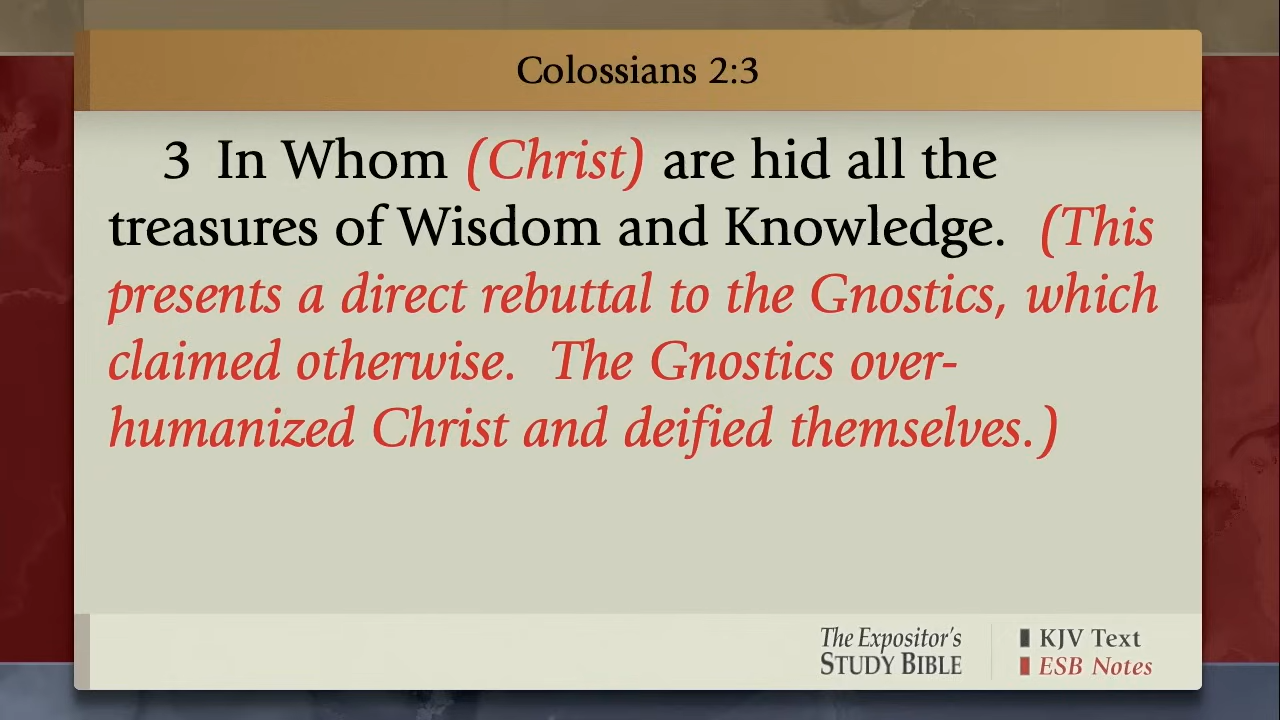 Colossians 2:3
3 In Whom (Christ) are hid all the
treasures of Wisdom and Knowledge. (This
presents a direct rebuttal to the Gnostics, which
claimed otherwise. The Gnostics over-
humanized Christ and deified themselves.)
The Expositor's
STUDY BIBLE
KJV Text
ESB Notes